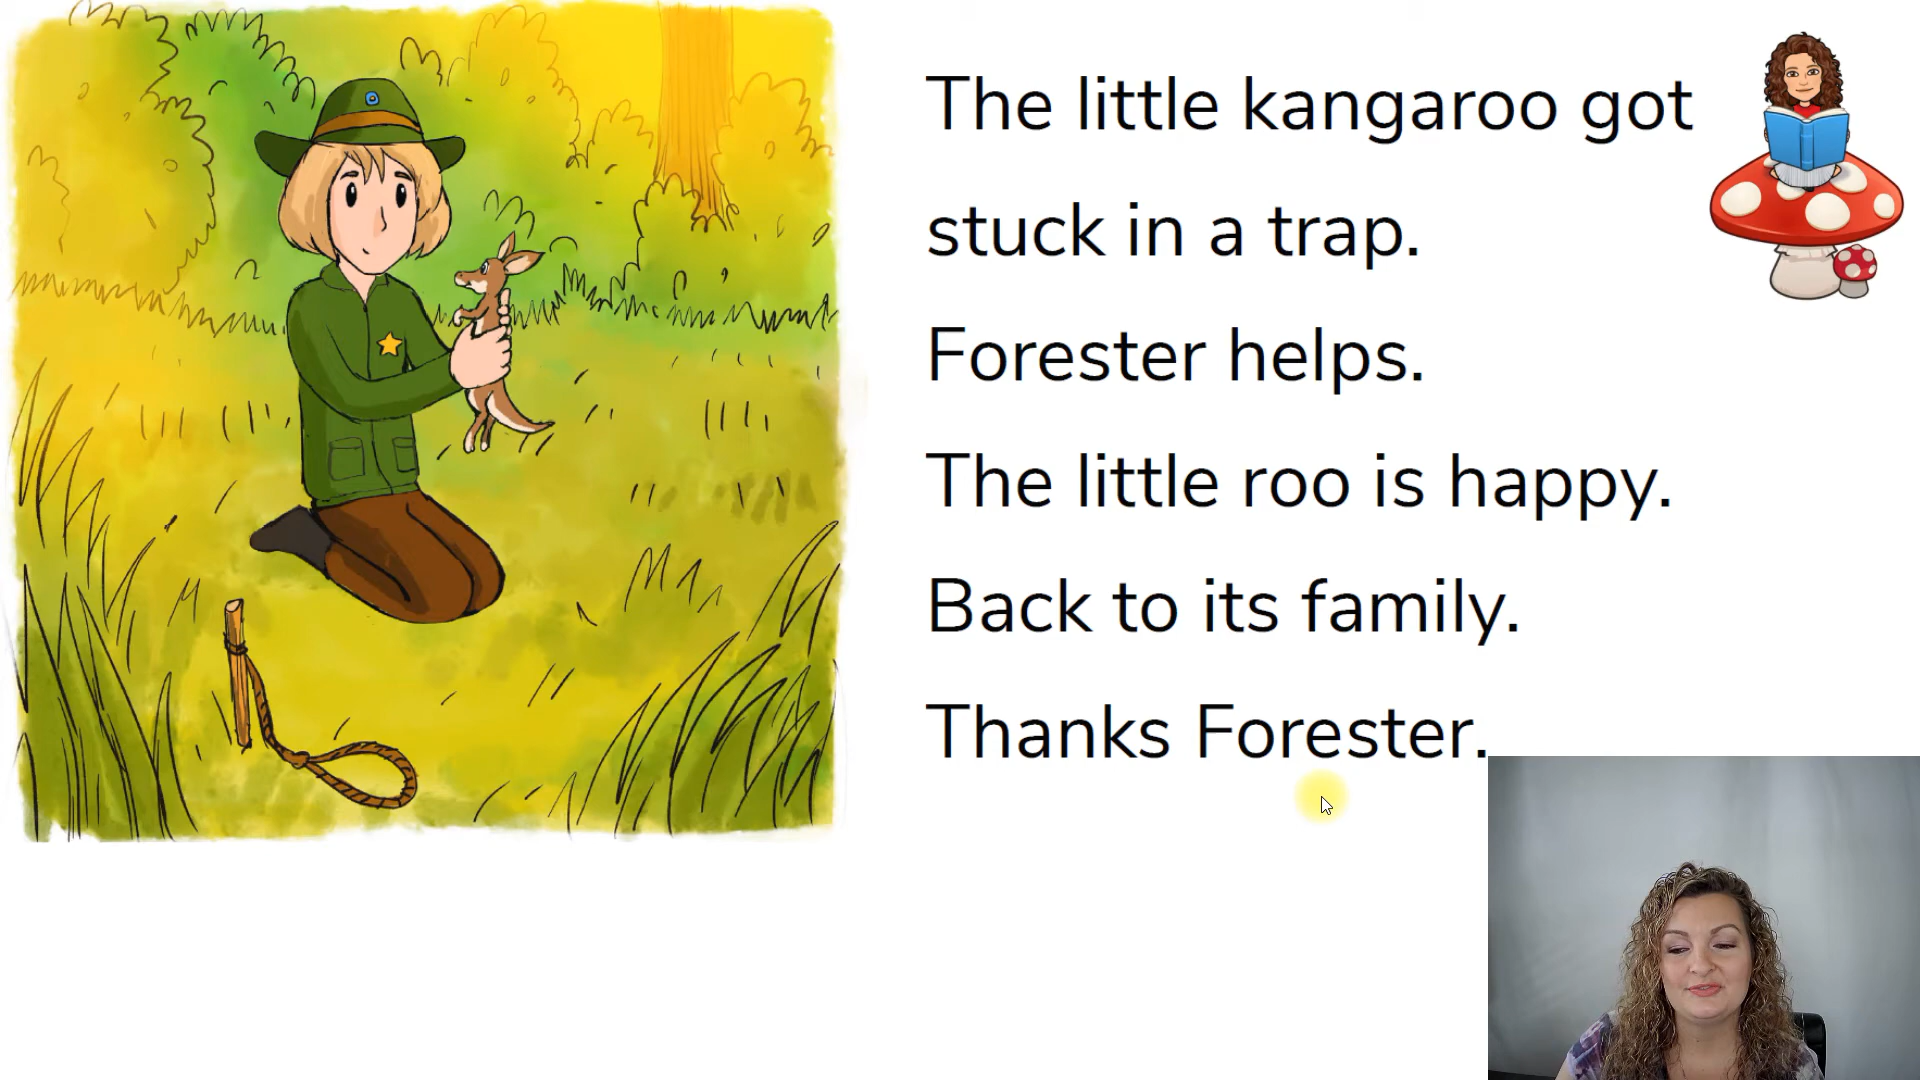 The little kangaroo got
stuck in a trap.
Forester helps.
The little roo is happy.
Back to its family.
Thanks Forester.